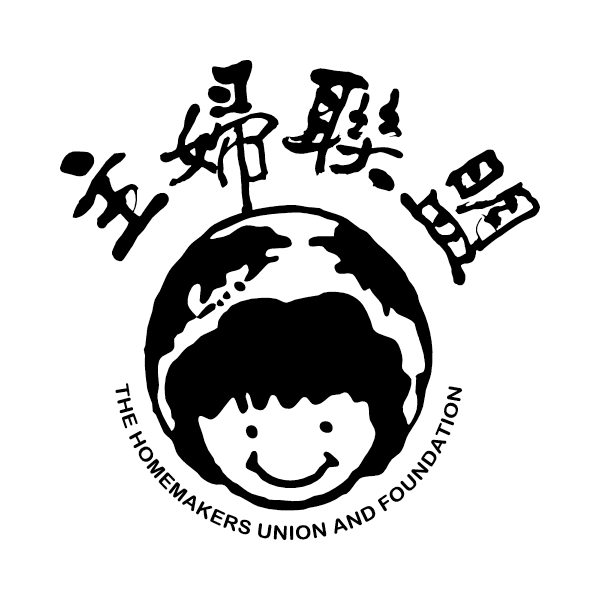 主婦聯盟
THE HOMEMAKERS UNION AND FOUNDATION